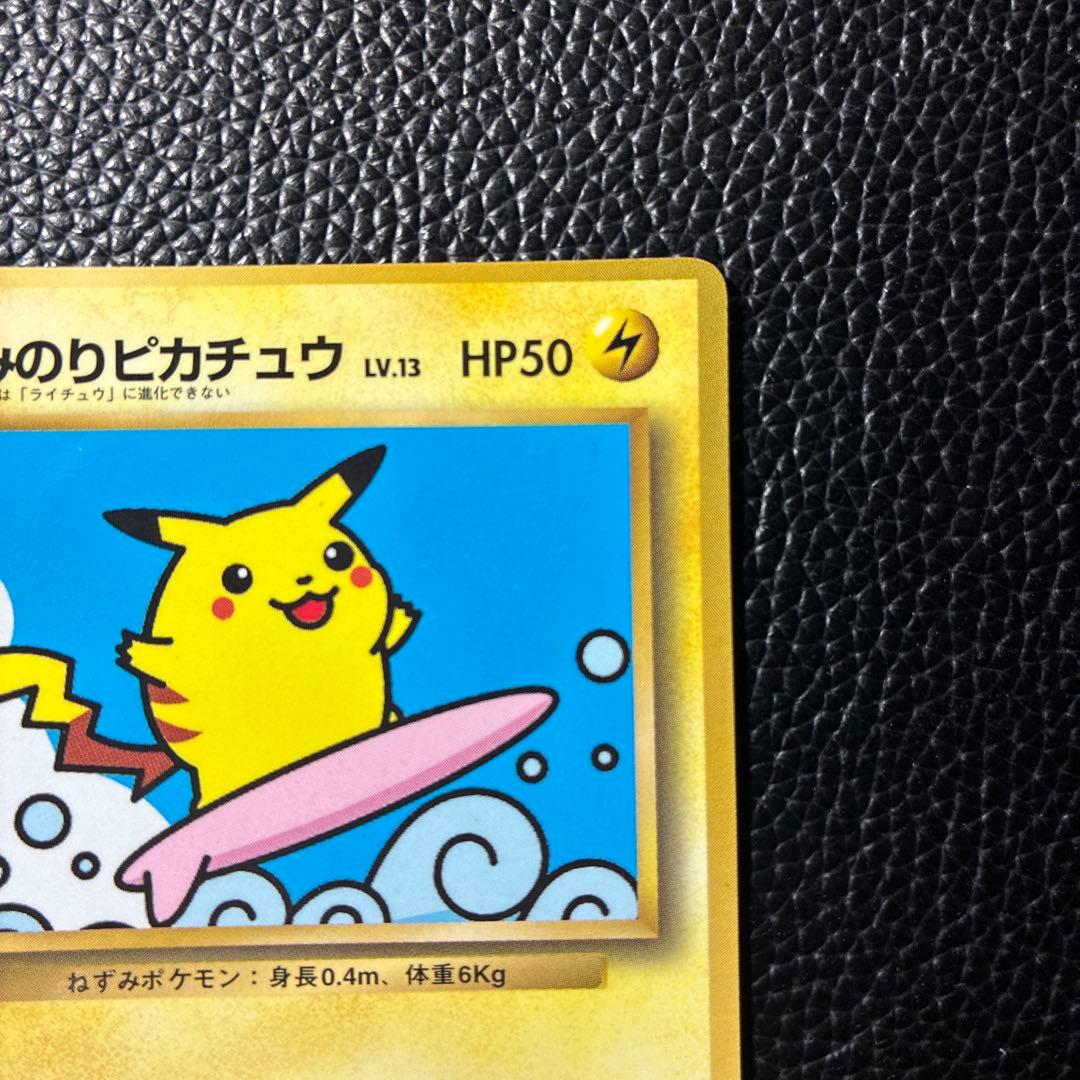 みのりピカチュウ LV.13 HP50
は「ライチュウ」に進化できない
ねずみポケモン：身長0.4m、体重6Kg